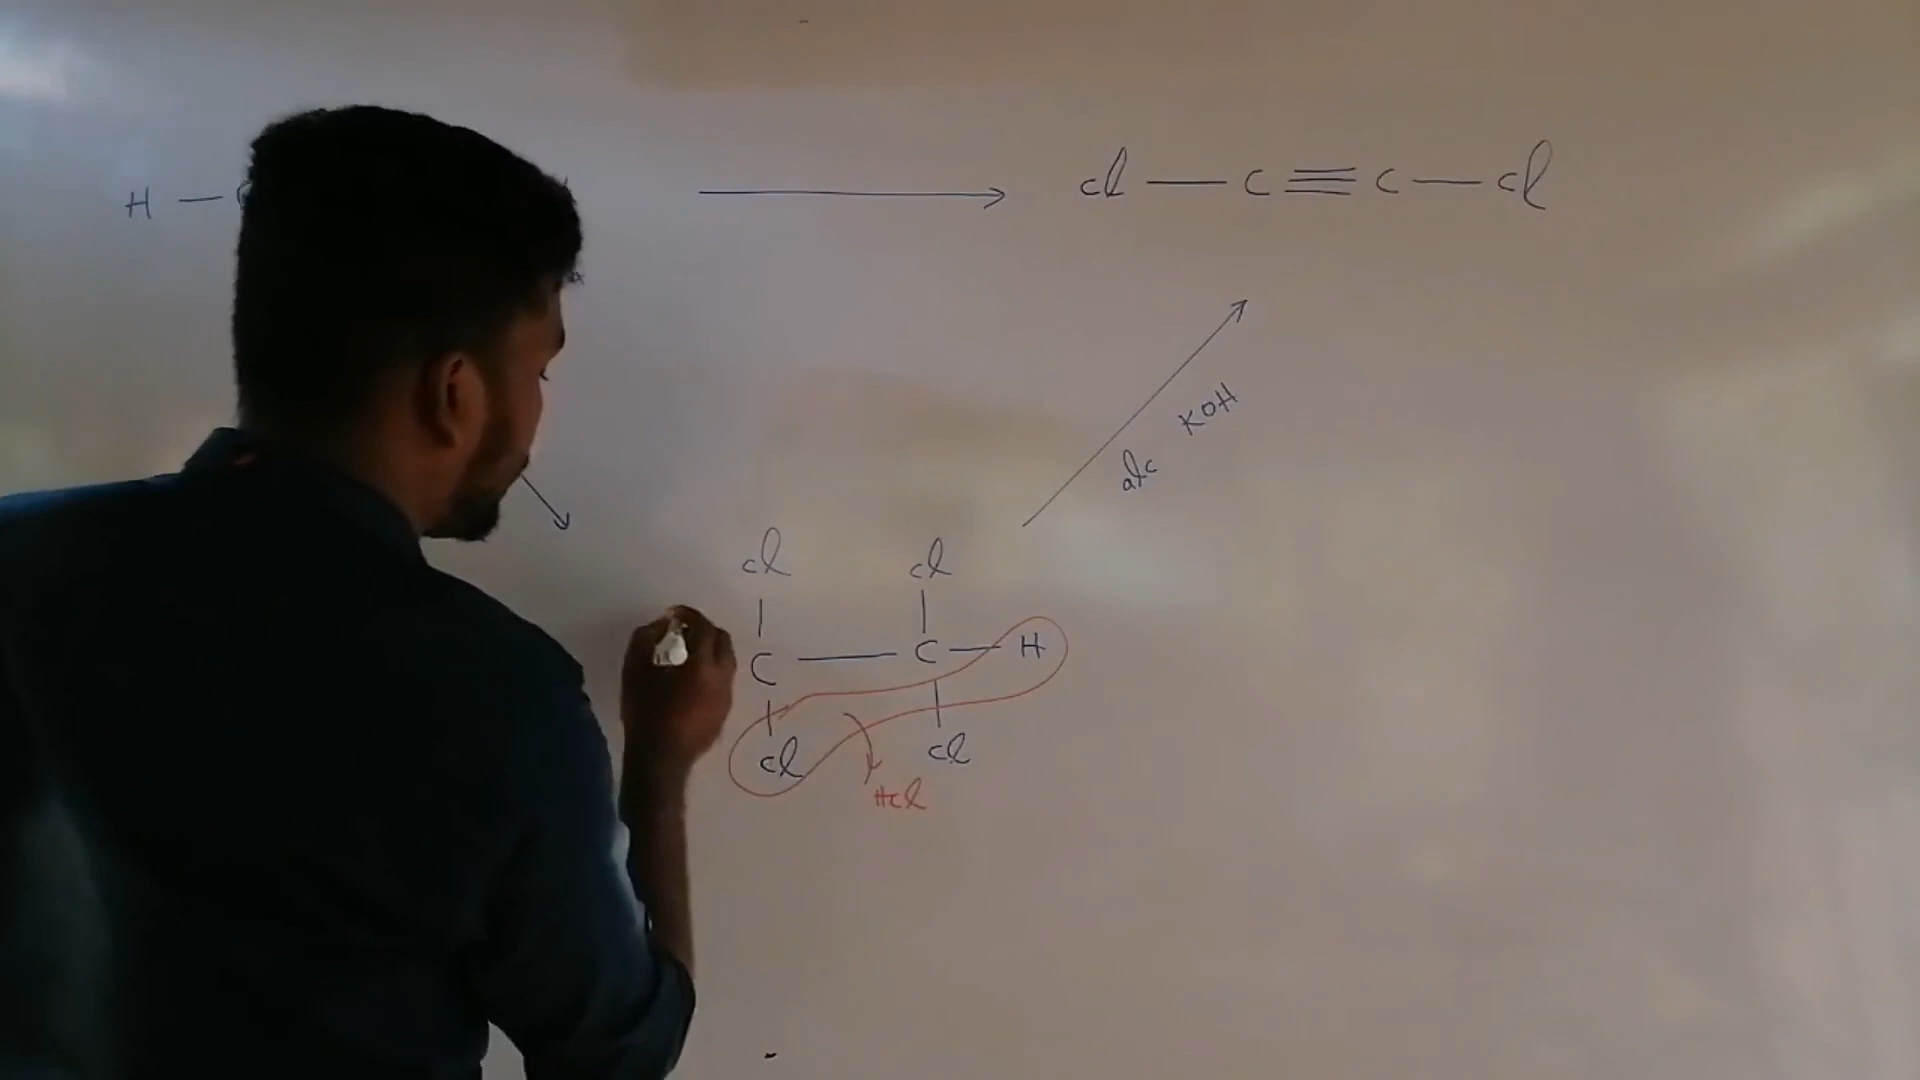 H — C
Cl — C ≡ C — Cl
alc KOH
Cl Cl
C — C — H
Cl Cl
HCl